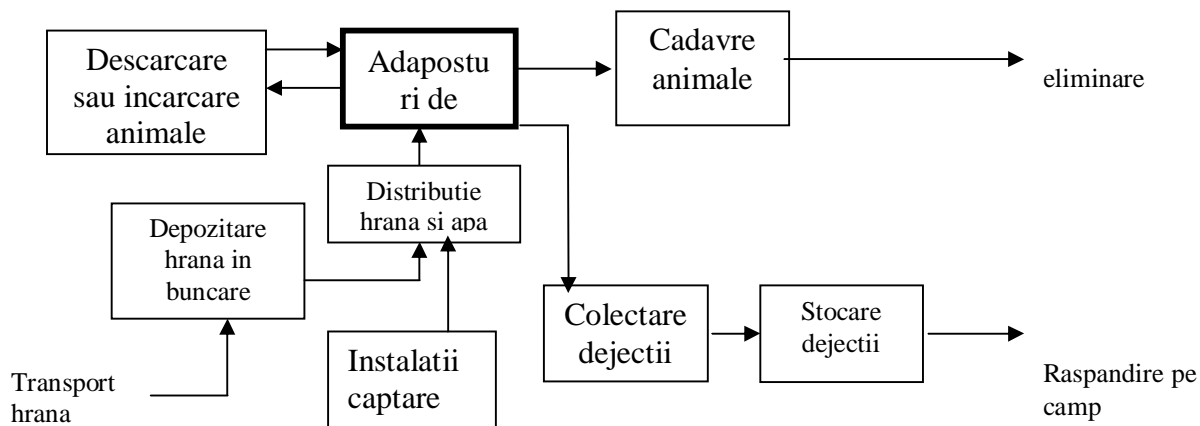 Descarcare
sau incarcare
animale
Adapostu
ri de
Cadavre
animale
eliminare
Distributie
hrana si apa
Depozitare
hrana in
buncare
Transport
hrana
Instalatii
captare
Colectare
dejectii
Stocare
dejectii
Raspandire pe
camp